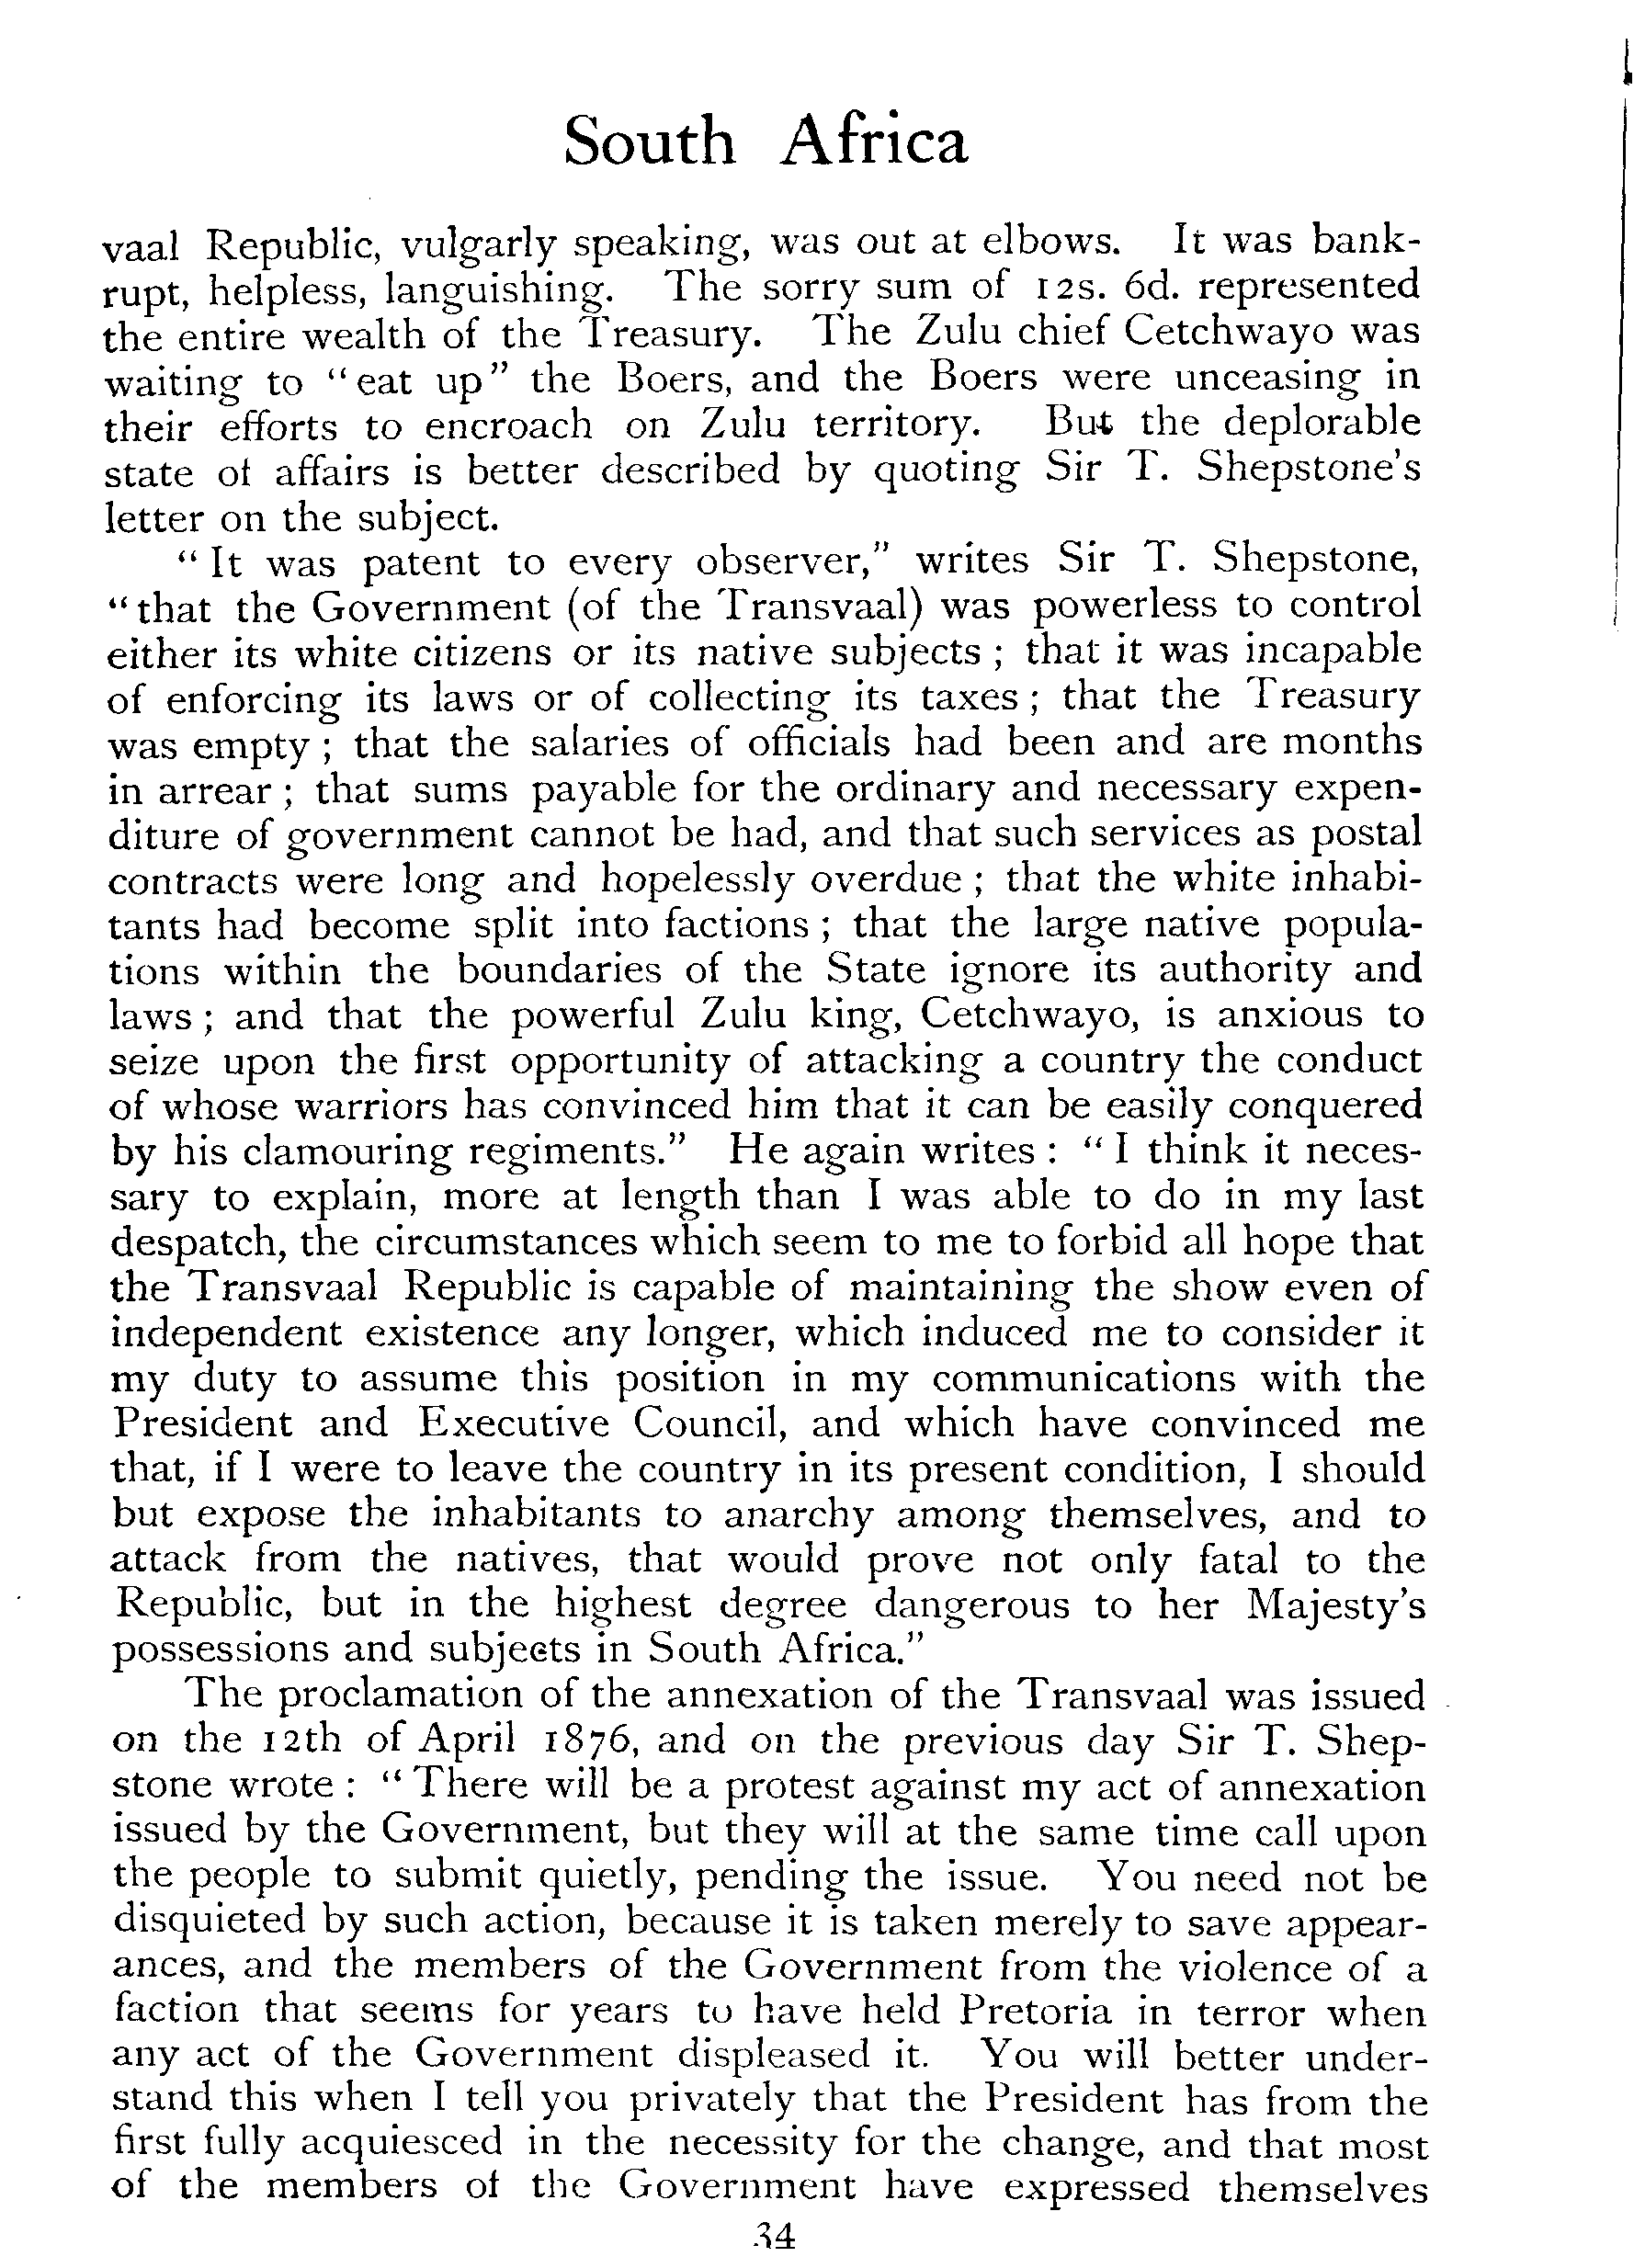 South Africa
vaal Republic, vulgarly speaking, was out at elbows. It was bank-
rupt, helpless, languishing. The sorry sum of 12s. 6d. represented
the entire wealth of the Treasury. The Zulu chief Cetchwayo was
waiting to “eat up” the Boers, and the Boers were unceasing in
their efforts to encroach on Zulu territory. But the deplorable
state of affairs is better described by quoting Sir T. Shepstone’s
letter on the subject.
“It was patent to every observer,” writes Sir T. Shepstone,
“that the Government (of the Transvaal) was powerless to control
either its white citizens or its native subjects; that it was incapable
of enforcing its laws or of collecting its taxes; that the Treasury
was empty; that the salaries of officials had been and are months
in arrear; that sums payable for the ordinary and necessary expen-
diture of government cannot be had, and that such services as postal
contracts were long and hopelessly overdue; that the white inhabi-
tants had become split into factions; that the large native popula-
tions within the boundaries of the State ignore its authority and
laws; and that the powerful Zulu king, Cetchwayo, is anxious to
seize upon the first opportunity of attacking a country the conduct
of whose warriors has convinced him that it can be easily conquered
by his clamouring regiments.” He again writes: “I think it neces-
sary to explain, more at length than I was able to do in my last
despatch, the circumstances which seem to me to forbid all hope that
the Transvaal Republic is capable of maintaining the show even of
independent existence any longer, which induced me to consider it
my duty to assume this position in my communications with the
President and Executive Council, and which have convinced me
that, if I were to leave the country in its present condition, I should
but expose the inhabitants to anarchy among themselves, and to
attack from the natives, that would prove not only fatal to the
Republic, but in the highest degree dangerous to her Majesty’s
possessions and subjects in South Africa.”
The proclamation of the annexation of the Transvaal was issued
on the 12th of April 1876, and on the previous day Sir T. Shep-
stone wrote: “There will be a protest against my act of annexation
issued by the Government, but they will at the same time call upon
the people to submit quietly, pending the issue. You need not be
disquieted by such action, because it is taken merely to save appear-
ances, and the members of the Government from the violence of a
faction that seems for years to have held Pretoria in terror when
any act of the Government displeased it. You will better under-
stand this when I tell you privately that the President has from the
first fully acquiesced in the necessity for the change, and that most
of the members of the Government have expressed themselves
34